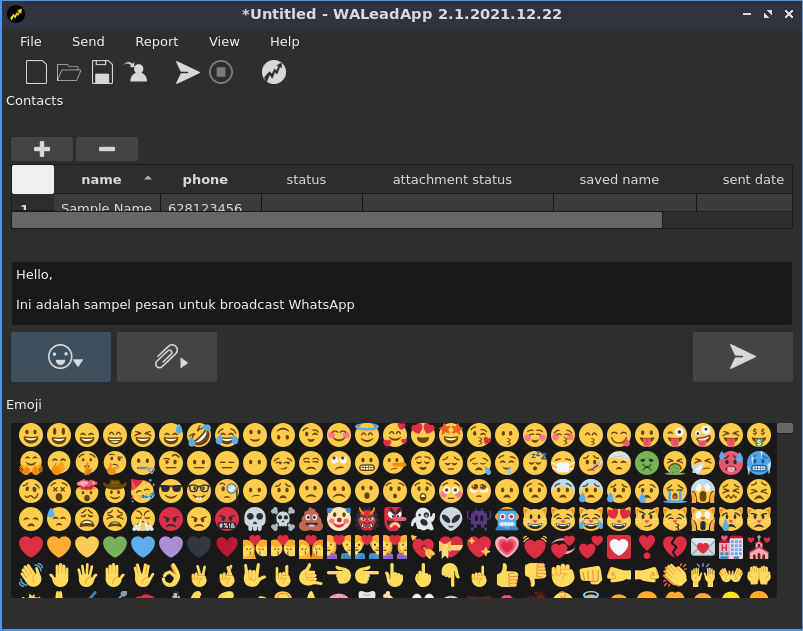 *Untitled - WALeadApp 2.1.2021.12.22
File Send Report View Help
Contacts
name phone status attachment status saved name sent date
1 Sample Name 628123456
Hello,
Ini adalah sampel pesan untuk broadcast WhatsApp
Emoji